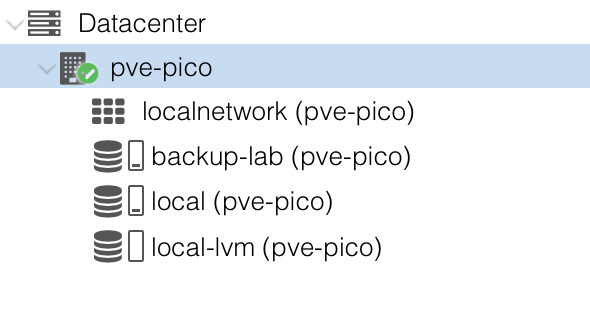 Datacenter
pve-pico
localnetwork (pve-pico)
backup-lab (pve-pico)
local (pve-pico)
local-lvm (pve-pico)